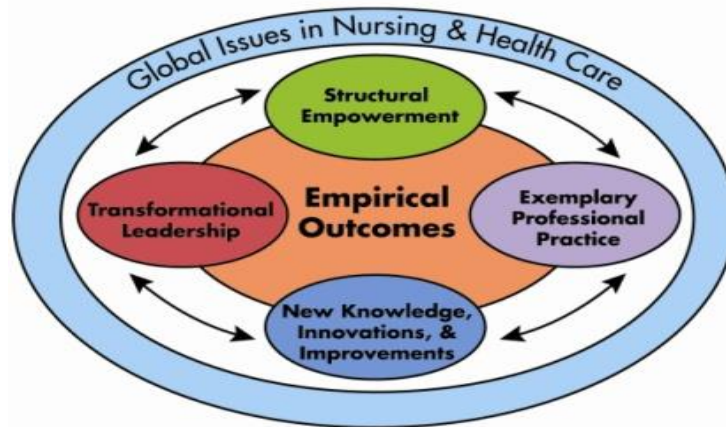 Global Issues in Nursing & Health Care
Structural
Empowerment
Transformational
Leadership
Empirical
Outcomes
Exemplary
Professional
Practice
New Knowledge,
Innovations, &
Improvements